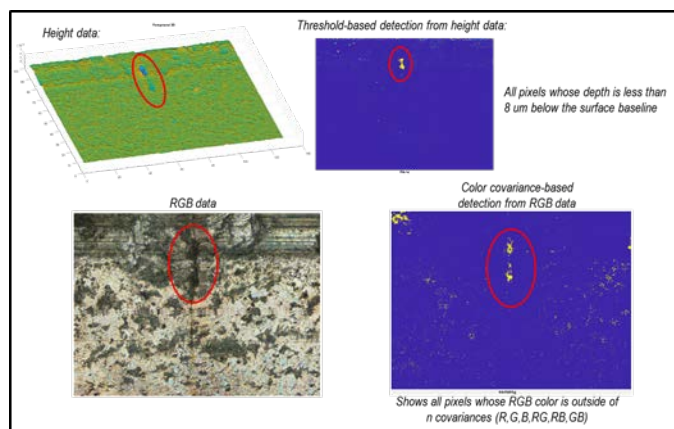 Height data:
Threshold-based detection from height data:
All pixels whose depth is less than
8 um below the surface baseline
RGB data
Color covariance-based
detection from RGB data
Shows all pixels whose RGB color is outside of
n covariances (R,G,B,RG,RB,GB)